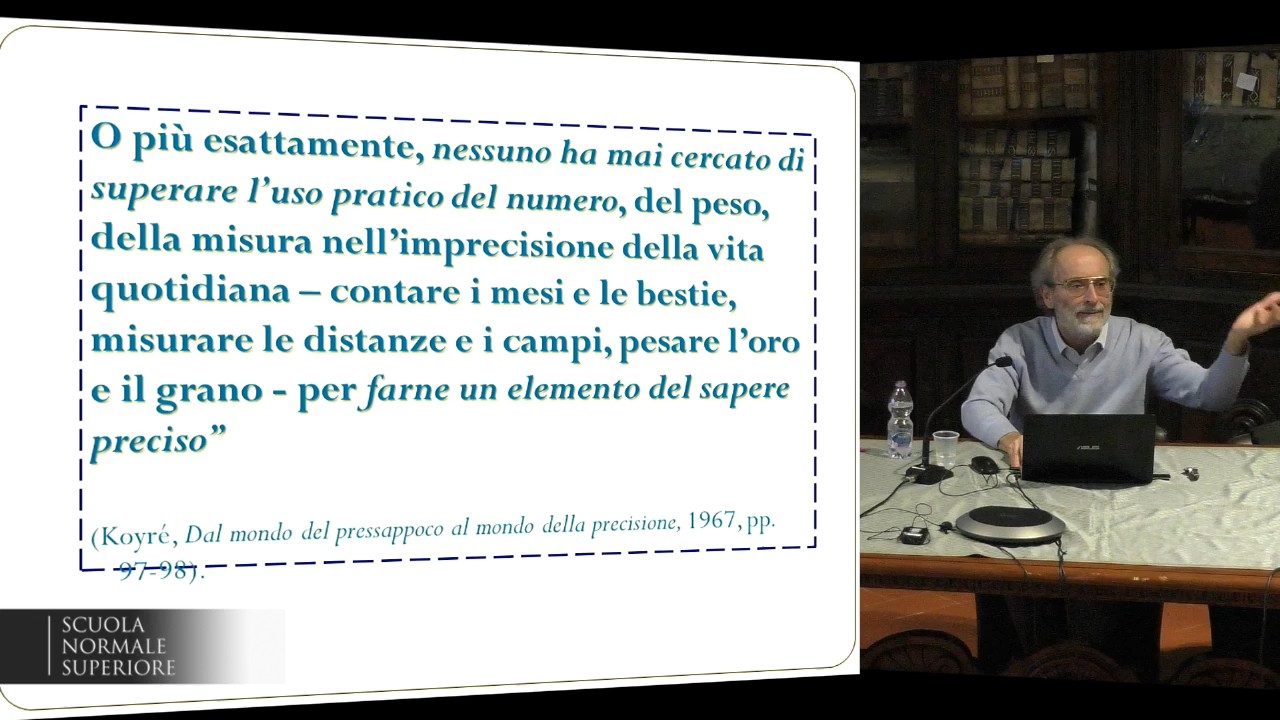 O più esattamente, nessuno ha mai cercato di
superare l’uso pratico del numero, del peso,
della misura nell’imprecisione della vita
quotidiana – contare i mesi e le bestie,
misurare le distanze e i campi, pesare l’oro
e il grano - per farne un elemento del sapere
preciso”
(Koyré, Dal mondo del pressappoco al mondo della precisione, 1967, pp.
97-98).
SCUOLA
NORMALE
SUPERIORE
ASUS